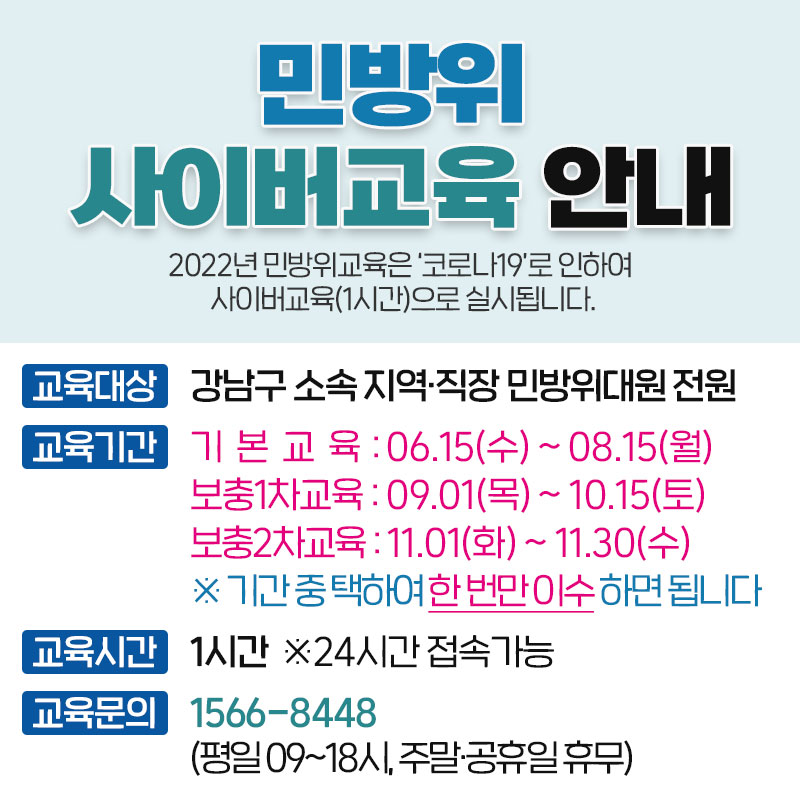 민방위
사이버교육 안내
2022년 민방위교육은 '코로나19'로 인하여
사이버교육(1시간)으로 실시됩니다.
교육대상 강남구 소속 지역·직장 민방위대원 전원
교육기간 기 본 교 육 : 06.15(수) ~ 08.15(월)
보충1차교육 : 09.01(목) ~ 10.15(토)
보충2차교육 : 11.01(화) ~ 11.30(수)
※ 기간 중 택하여 한 번만 이수 하면 됩니다
교육시간 1시간 ※24시간 접속가능
교육문의 1566-8448
(평일 09~18시, 주말·공휴일 휴무)